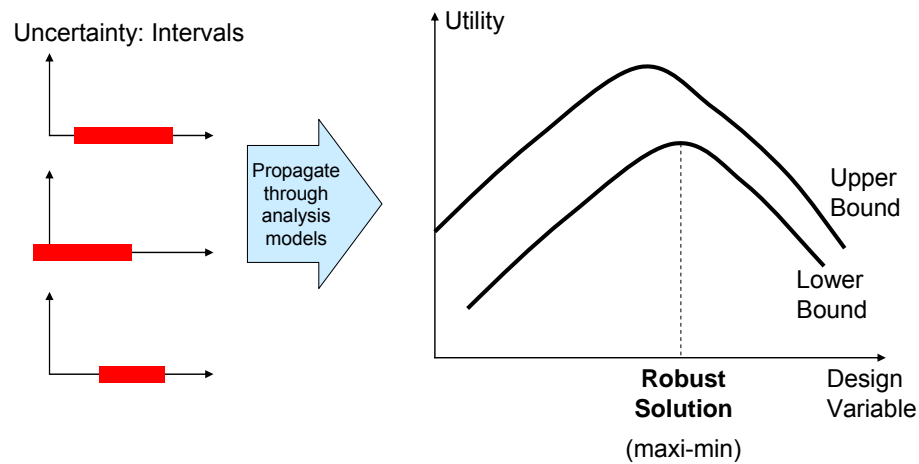 Uncertainty: Intervals
Propagate
through
analysis
models
Utility
Upper
Bound
Lower
Bound
Robust
Solution
(maxi-min)
Design
Variable